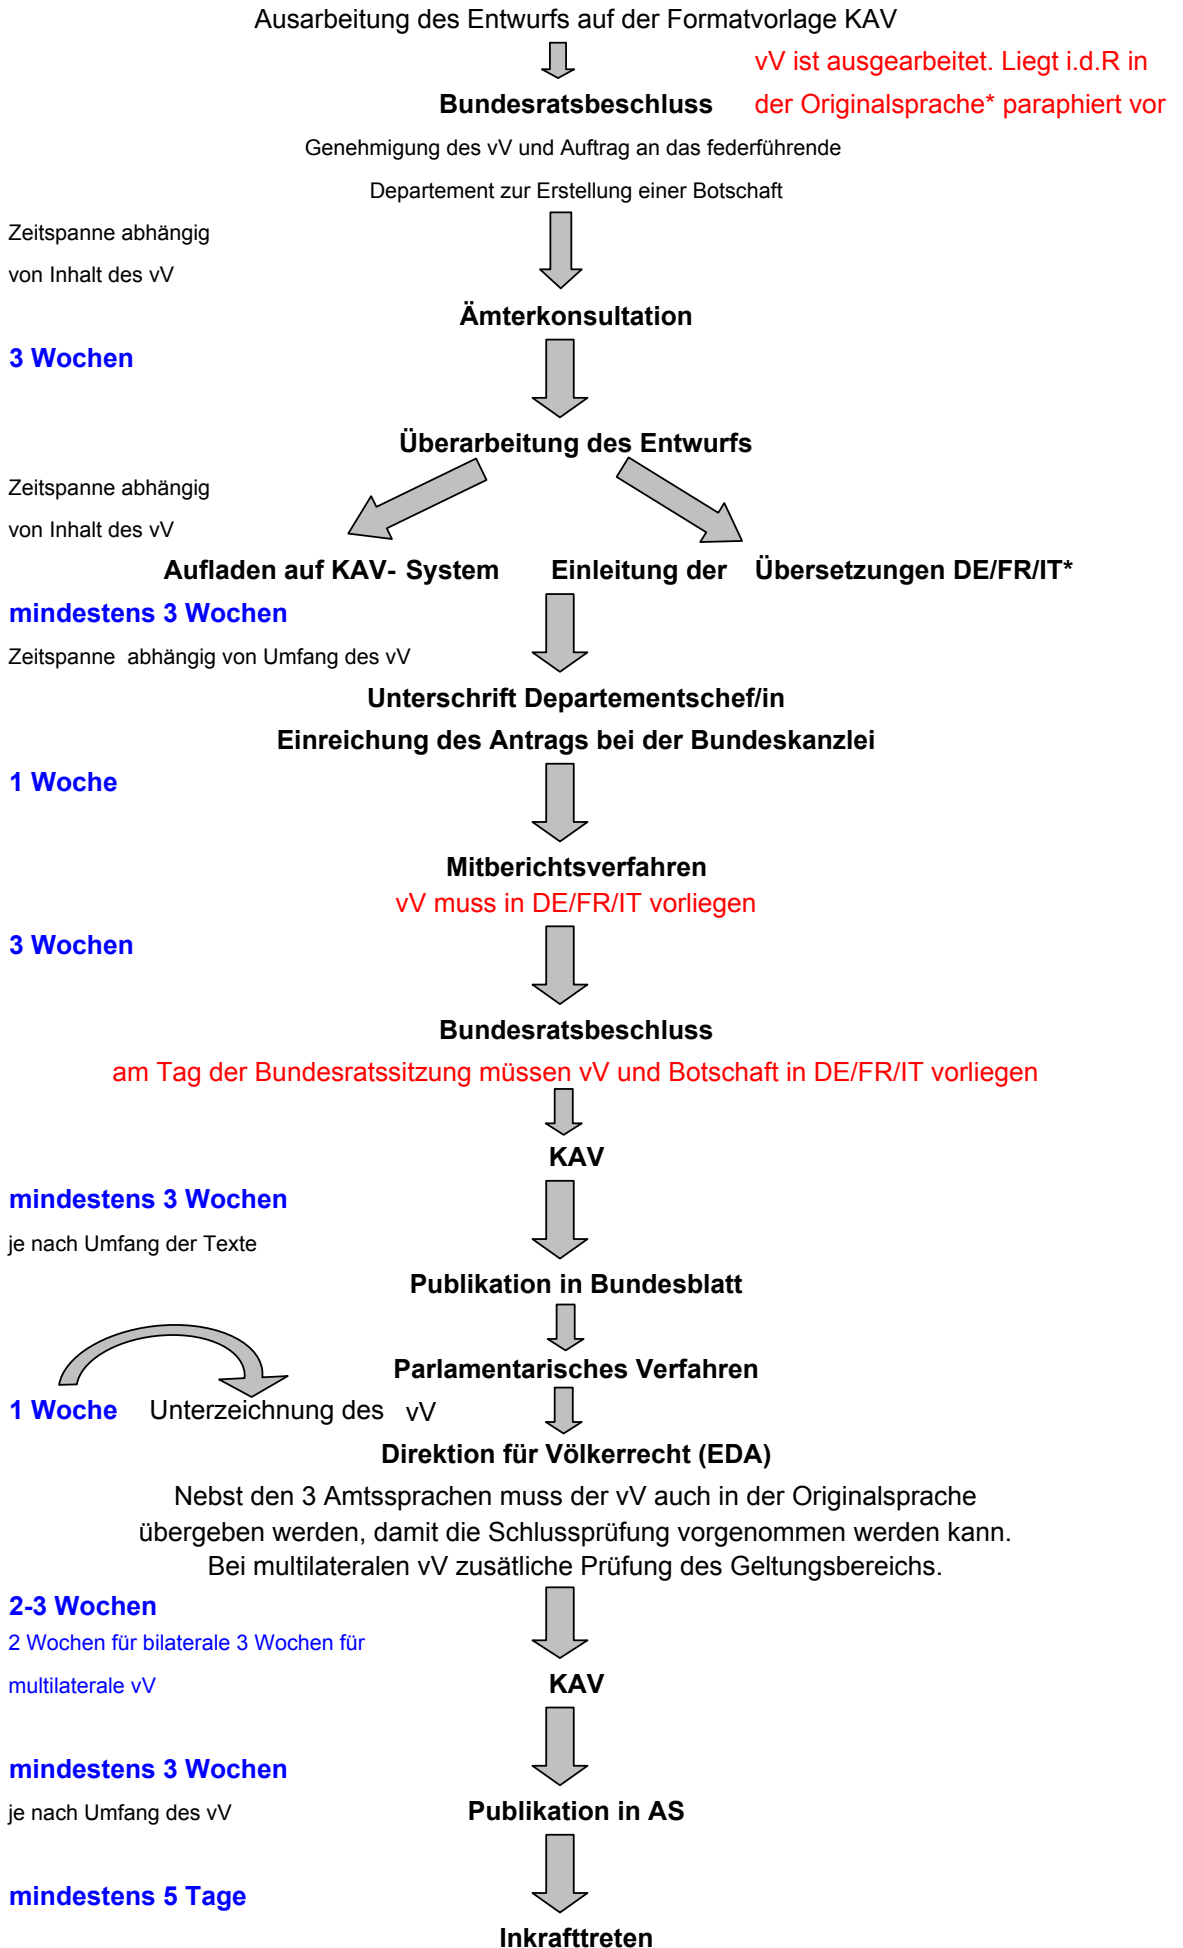 Ausarbeitung des Entwurfs auf der Formatvorlage KAV
vV ist ausgearbeitet. Liegt i.d.R in
der Originalsprache* paraphiert vor
Bundesratsbeschluss
Genehmigung des vV und Auftrag an das federführende
Departement zur Erstellung einer Botschaft
Zeitspanne abhängig
von Inhalt des vV
Ämterkonsultation
3 Wochen
Überarbeitung des Entwurfs
Zeitspanne abhängig
von Inhalt des vV
Aufladen auf KAV- System Einleitung der Übersetzungen DE/FR/IT*
mindestens 3 Wochen
Zeitspanne abhängig von Umfang des vV
Unterschrift Departementschef/in
Einreichung des Antrags bei der Bundeskanzlei
1 Woche
Mitberichtsverfahren
vV muss in DE/FR/IT vorliegen
3 Wochen
Bundesratsbeschluss
am Tag der Bundesratssitzung müssen vV und Botschaft in DE/FR/IT vorliegen
KAV
mindestens 3 Wochen
je nach Umfang der Texte
Publikation in Bundesblatt
Parlamentarisches Verfahren
1 Woche Unterzeichnung des vV
Direktion für Völkerrecht (EDA)
Nebst den 3 Amtssprachen muss der vV auch in der Originalsprache
übergeben werden, damit die Schlussprüfung vorgenommen werden kann.
Bei multilateralen vV zusätliche Prüfung des Geltungsbereichs.
2-3 Wochen
2 Wochen für bilaterale 3 Wochen für
multilaterale vV
KAV
mindestens 3 Wochen
je nach Umfang des vV
Publikation in AS
mindestens 5 Tage
Inkrafttreten